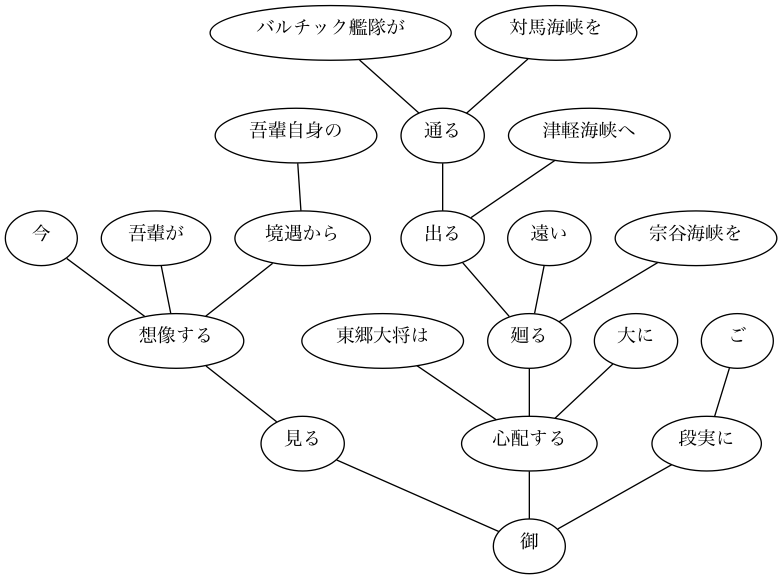 バルチック艦隊が
対馬海峡を
吾輩自身の
通る
津軽海峡へ
今
吾輩が
境遇から
出る
遠い
宗谷海峡を
想像する
東郷大将は
廻る
大に
ご
見る
心配する
段実に
御